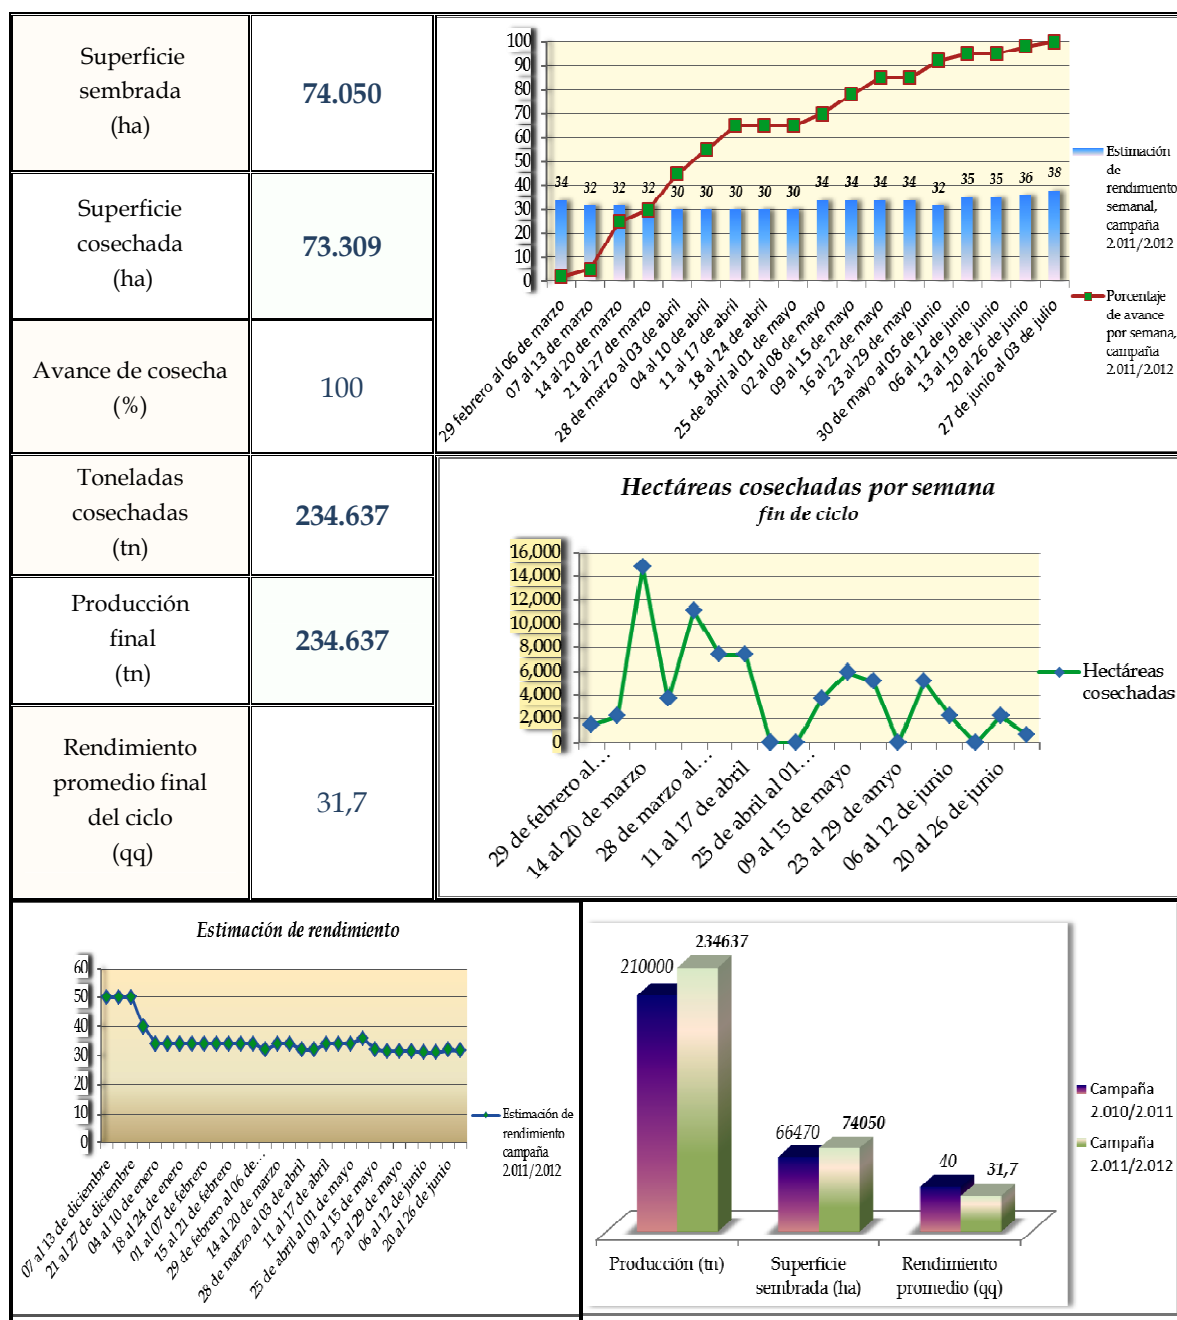 Superficie
sembrada
(ha)
74.050
Superficie
cosechada
(ha)
73.309
Avance de cosecha
(%)
100
Toneladas
cosechadas
(tn)
234.637
Producción
final
(tn)
234.637
Rendimiento
promedio final
del ciclo
(qq)
31,7
100
90
80
70
60
50
40
30
20
10
0
34 32 32 32 30 30 30 30 30 34 34 34 34 32 35 35 36 38
29 febrero al 06 de marzo
07 al 13 de marzo
14 al 20 de marzo
21 al 27 de marzo
28 de marzo al 03 de abril
04 al 10 de abril
11 al 17 de abril
18 al 24 de abril
25 de abril al 01 de mayo
02 al 08 de mayo
09 al 15 de mayo
16 al 22 de mayo
23 al 29 de mayo
30 de mayo al 05 de junio
06 al 12 de junio
13 al 19 de junio
20 al 26 de junio
27 de junio al 03 de julio
Estimación
de
rendimiento
semanal,
campaña
2.011/2.012
Porcentaje
de avance
por semana,
campaña
2.011/2.012
Hectáreas cosechadas por semana
fin de ciclo
16,000
14,000
12,000
10,000
8,000
6,000
4,000
2,000
0
29 de febrero al...
14 al 20 de marzo
28 de marzo al...
11 al 17 de abril
25 de abril al 01...
09 al 15 de mayo
23 al 29 de amyo
06 al 12 de junio
20 al 26 de junio
Hectáreas
cosechadas
Estimación de rendimiento
60
50
40
30
20
10
0
07 al 13 de diciembre
21 al 27 de diciembre
04 al 10 de enero
18 al 24 de enero
01 al 07 de febrero
15 al 21 de febrero
29 de febrero al 06 de...
14 al 20 de marzo
28 de marzo al 03 de abril
11 al 17 de abril
25 de abril al 01 de mayo
09 al 15 de mayo
23 al 29 de mayo
06 al 12 de junio
20 al 26 de junio
Estimación de
rendimiento
campaña
2.011/2.012
210000
234637
66470
74050
40
31,7
Producción (tn)
Superficie
sembrada (ha)
Rendimiento
promedio (qq)
Campaña
2.010/2.011
Campaña
2.011/2.012